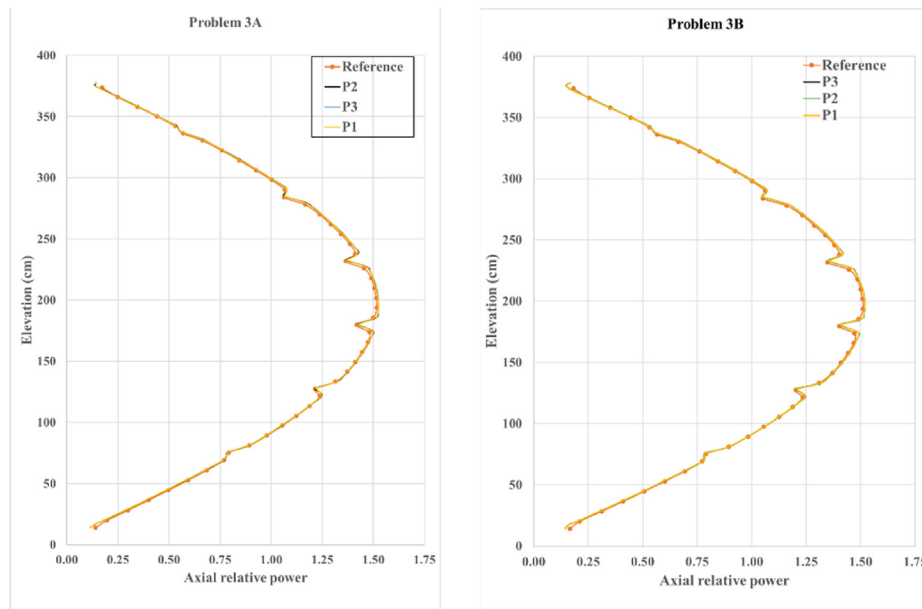 Problem 3A
400
350
300
250
200
150
100
50
0
Elevation (cm)
0.00 0.25 0.50 0.75 1.00 1.25 1.50 1.75
Axial relative power
Reference
P2
P3
P1
Problem 3B
400
350
300
250
200
150
100
50
0
Elevation (cm)
0.00 0.25 0.50 0.75 1.00 1.25 1.50 1.75
Axial relative power
Reference
P3
P2
P1